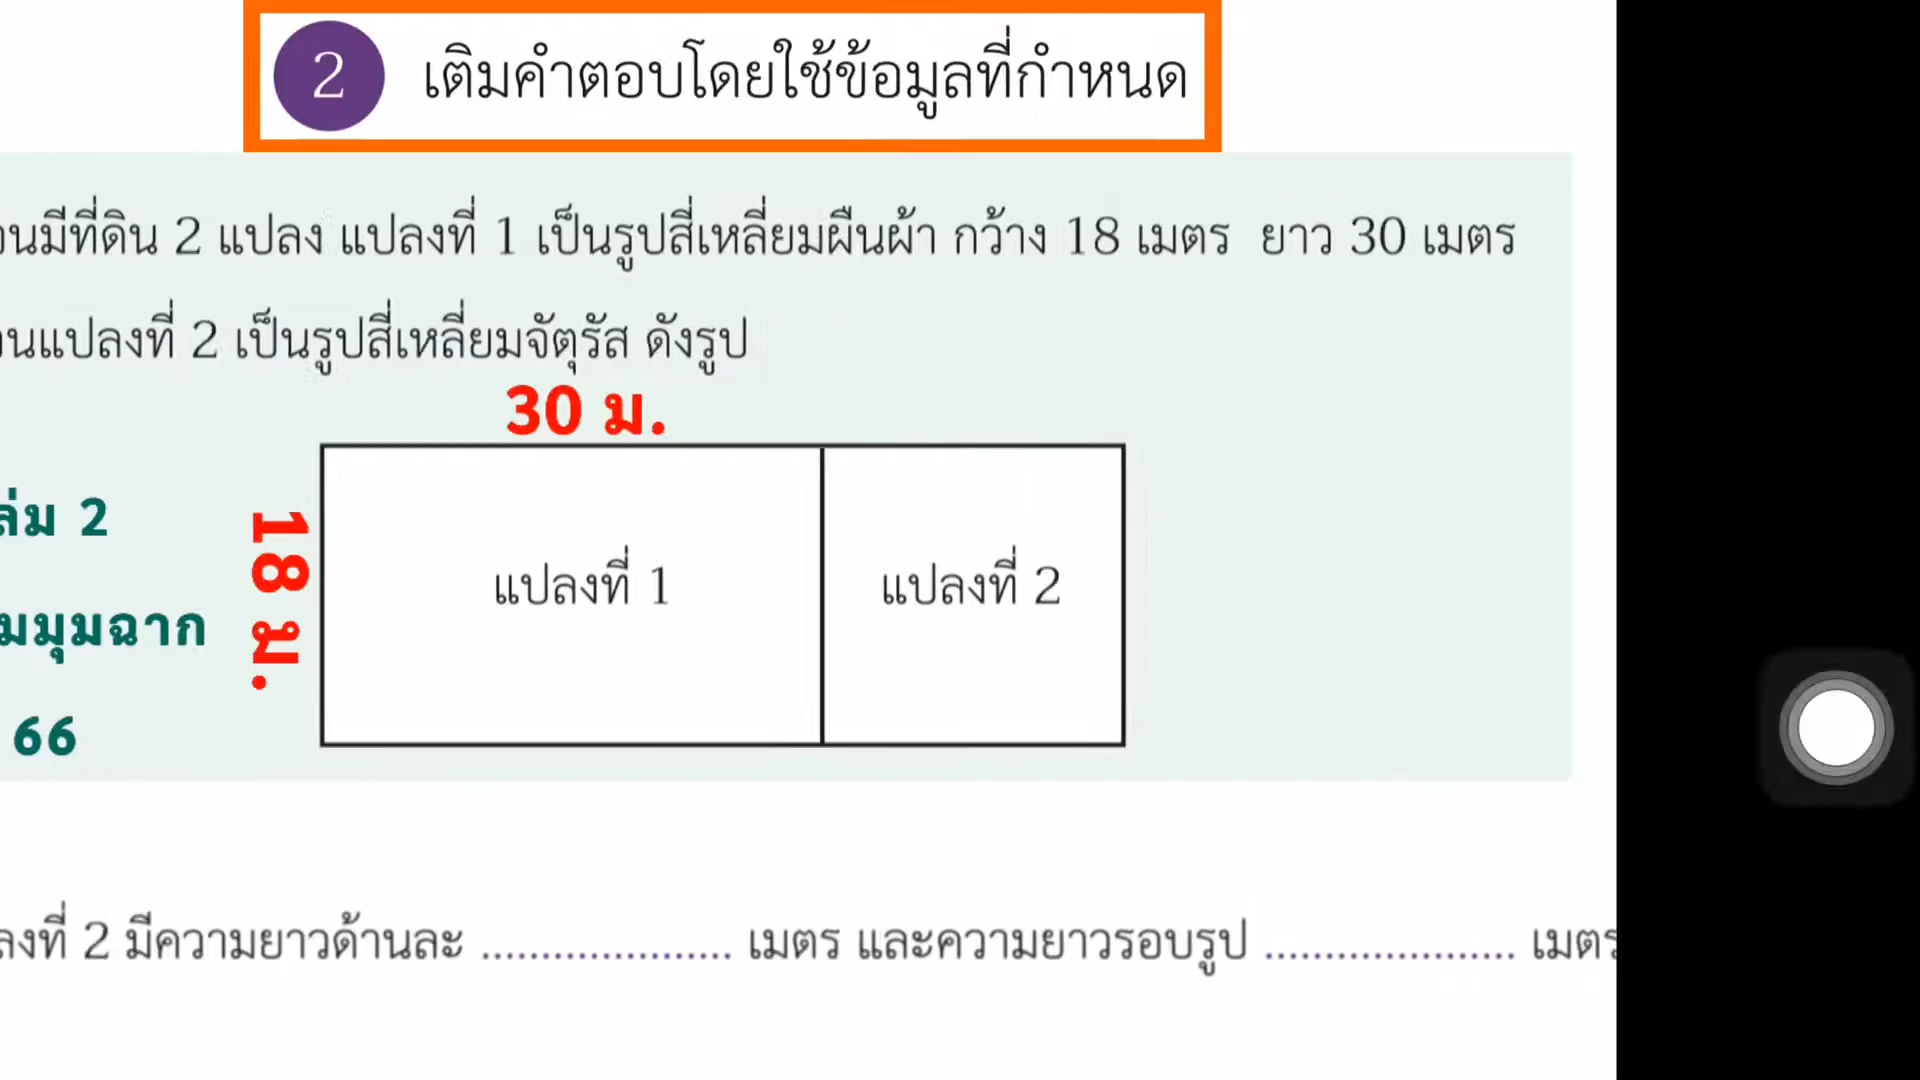 2 เติมคำตอบโดยใช้ข้อมูลที่กำหนด
มีที่ดิน 2 แปลง แปลงที่ 1 เป็นรูปสี่เหลี่ยมผืนผ้า กว้าง 18 เมตร ยาว 30 เมตร
แปลงที่ 2 เป็นรูปสี่เหลี่ยมจัตุรัส ดังรูป
30 ม.
2
18 ม.
แปลงที่ 1
แปลงที่ 2
มุมฉาก
66
ที่ 2 มีความยาวด้านละ .................... เมตร และความยาวรอบรูป .................... เมตร